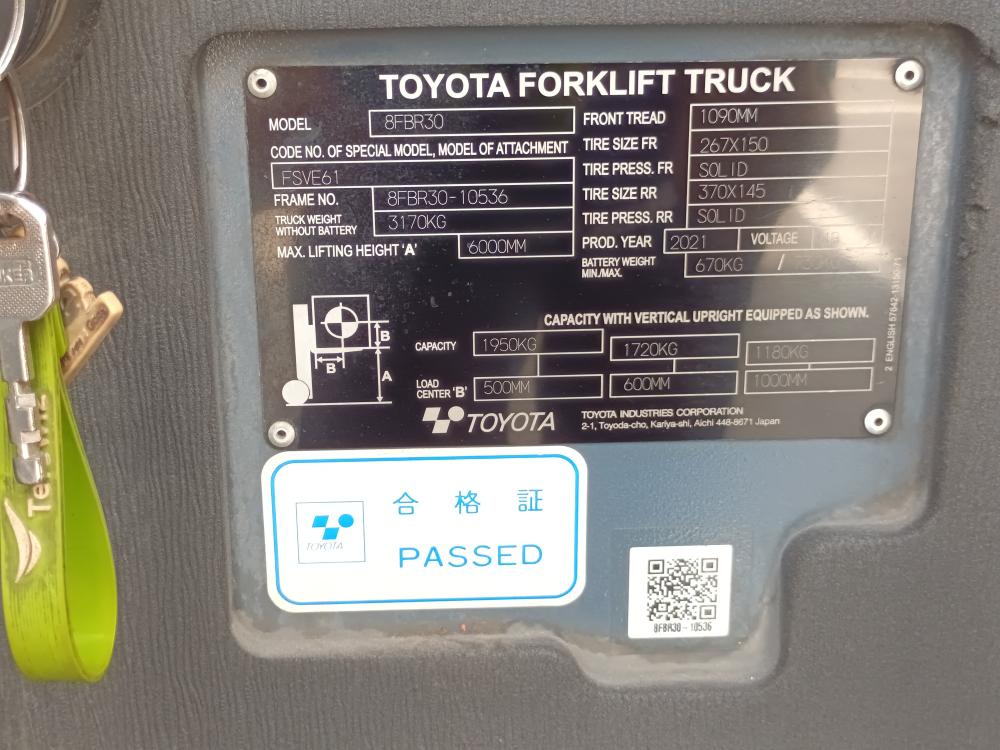 TOYOTA FORKLIFT TRUCK
MODEL 8FBR30
CODE NO. OF SPECIAL MODEL, MODEL OF ATTACHMENT
FSVE61
FRAME NO. 8FBR30-10536
TRUCK WEIGHT WITHOUT BATTERY 3170KG
MAX. LIFTING HEIGHT 'A' 6000MM
FRONT TREAD 1090MM
TIRE SIZE FR 267X150
TIRE PRESS. FR SOLID
TIRE SIZE RR 370X145
TIRE PRESS. RR SOLID
PROD. YEAR 2021 VOLTAGE
BATTERY WEIGHT MIN./MAX. 670KG /
B
B
A
CAPACITY WITH VERTICAL UPRIGHT EQUIPPED AS SHOWN.
CAPACITY 1950KG 1720KG 1180KG
LOAD CENTER 'B' 500MM 600MM 1000MM
TOYOTA
TOYOTA INDUSTRIES CORPORATION
2-1, Toyoda-cho, Kariya-shi, Aichi 448-8671 Japan
2 ENGLISH
合格証
TOYOTA
PASSED
8FBR30-10536